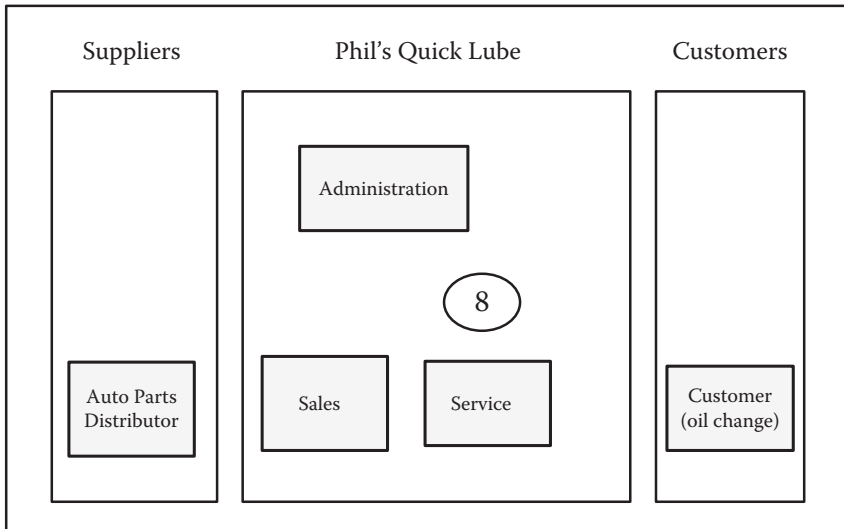 Suppliers
Phil’s Quick Lube
Customers
Administration
8
Auto Parts
Distributor
Sales
Service
Customer
(oil change)